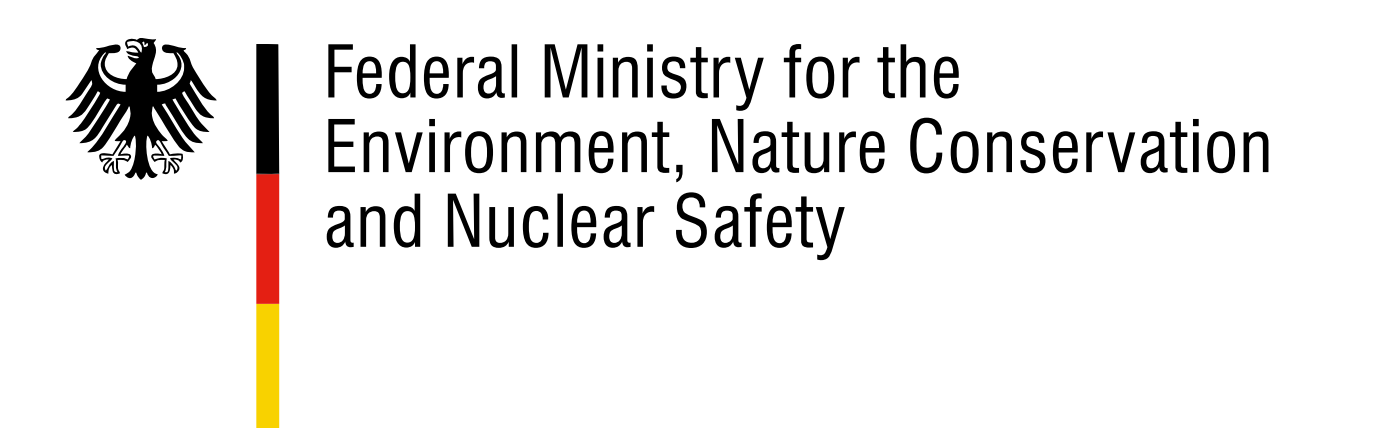 Federal Ministry for the
Environment, Nature Conservation
and Nuclear Safety